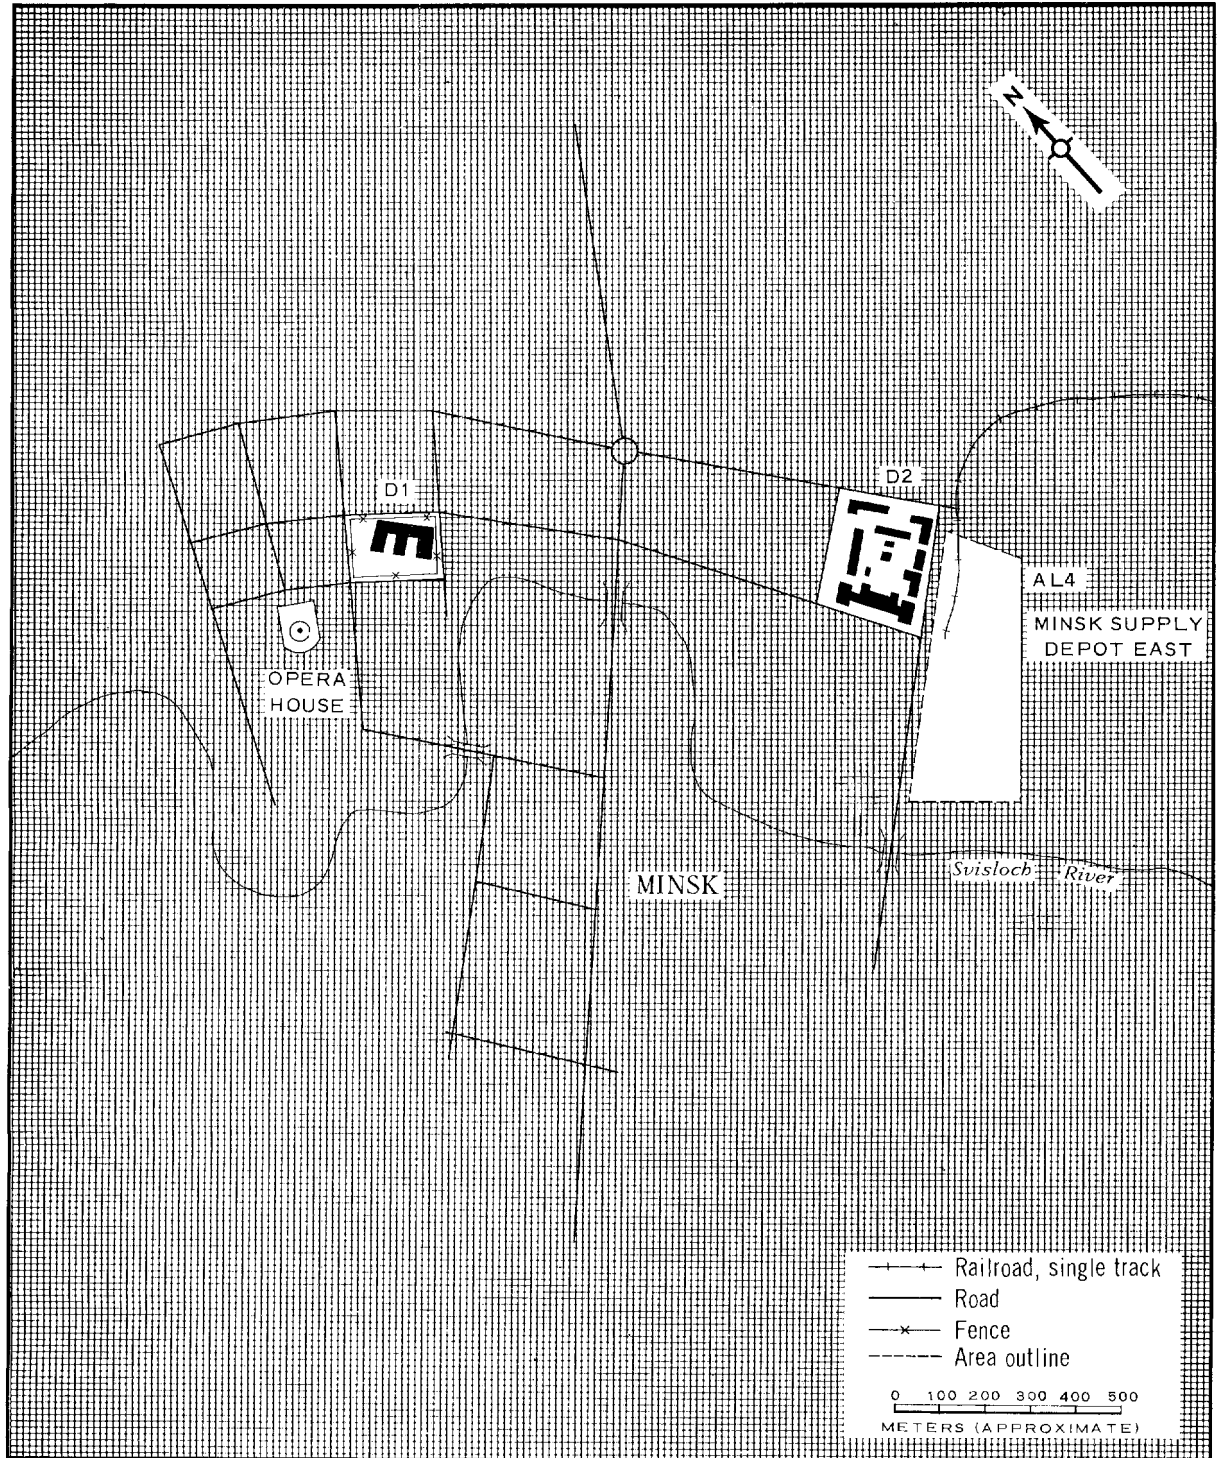 N
D1
D2
AL4
MINSK SUPPLY
DEPOT EAST
OPERA
HOUSE
MINSK
Svisloch River
Railroad, single track
Road
Fence
Area outline
0 100 200 300 400 500
METERS (APPROXIMATE)